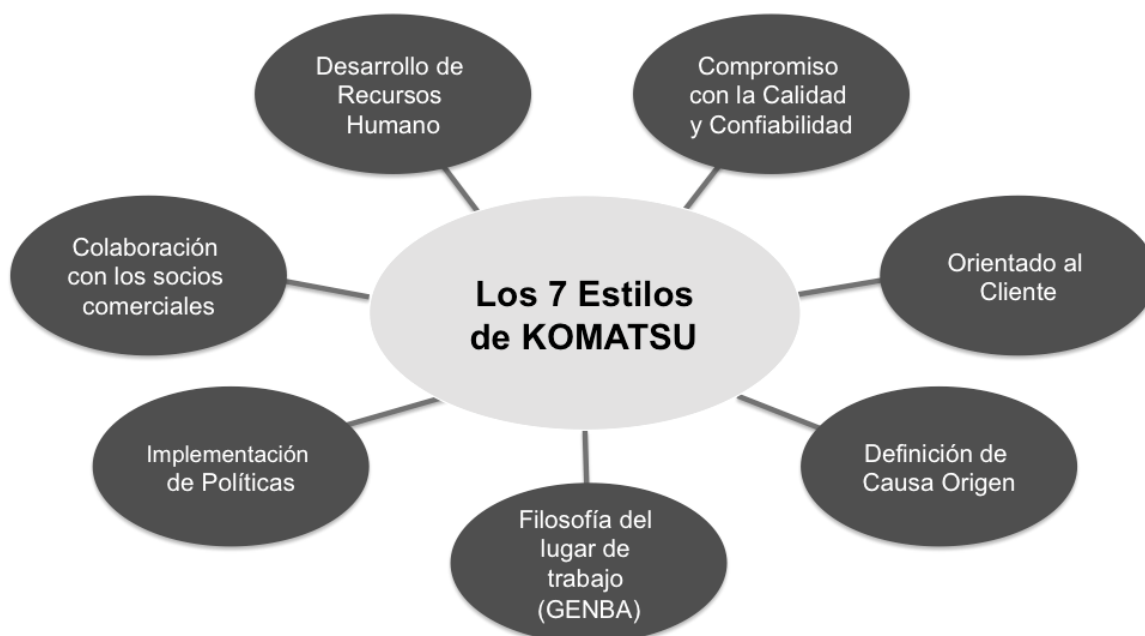 Desarrollo de
Recursos
Humano
Compromiso
con la Calidad
y Confiabilidad
Colaboración
con los socios
comerciales
Los 7 Estilos
de KOMATSU
Orientado al
Cliente
Implementación
de Políticas
Definición de
Causa Origen
Filosofía del
lugar de
trabajo
(GENBA)